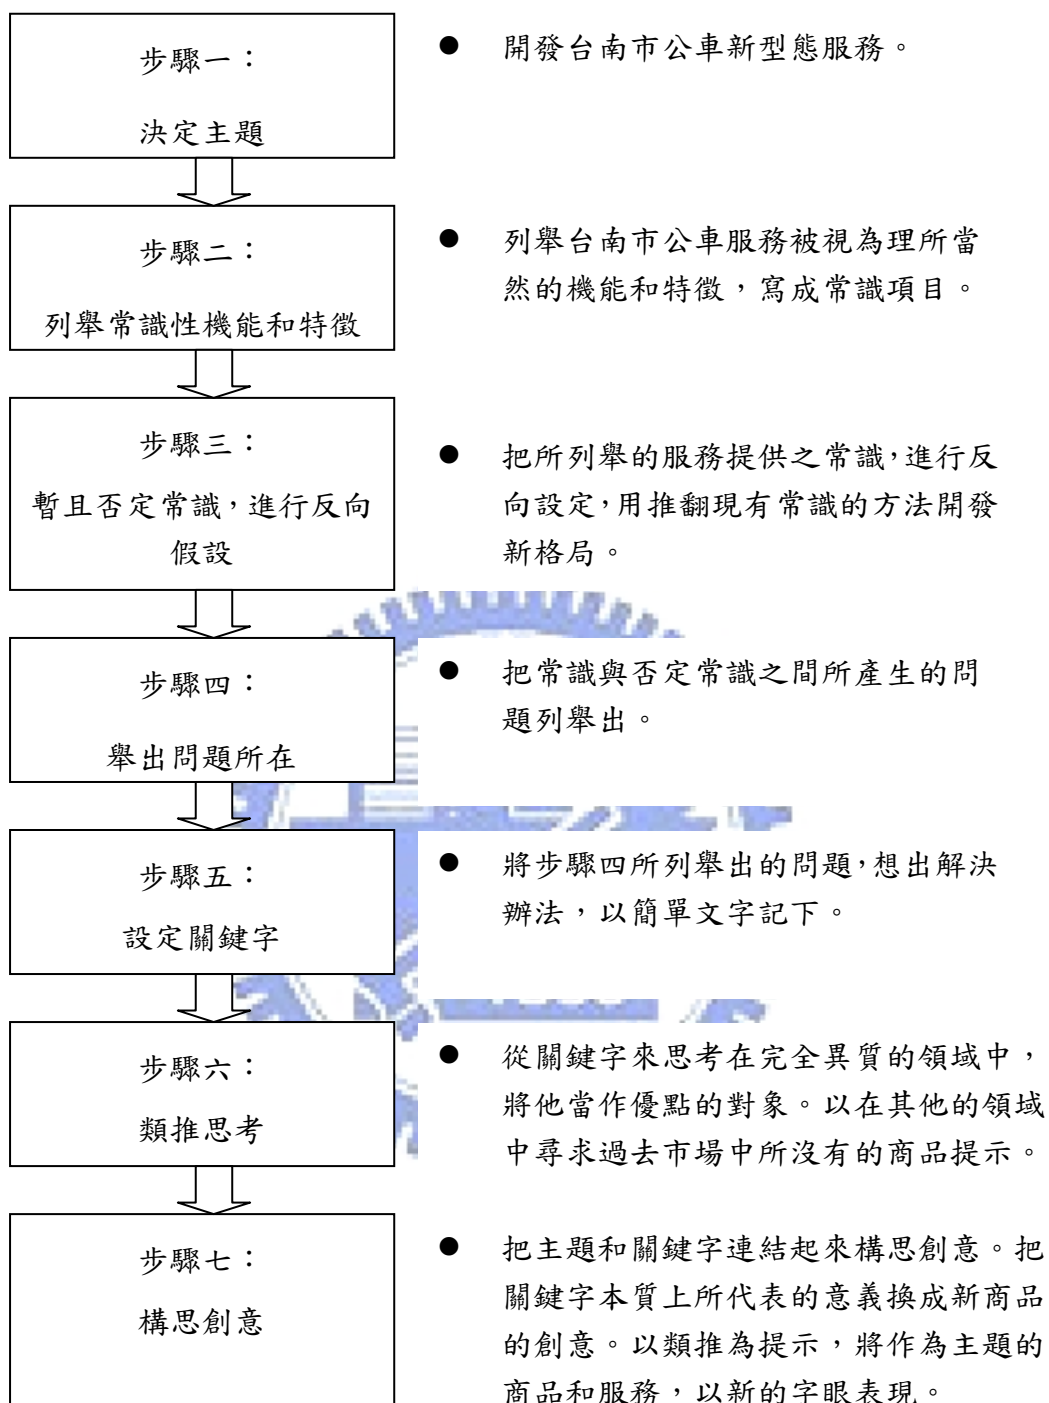 步驟一：
決定主題
● 開發台南市公車新型態服務。
步驟二：
列舉常識性機能和特徵
● 列舉台南市公車服務被視為理所當
然的機能和特徵，寫成常識項目。
步驟三：
暫且否定常識，進行反向
假設
● 把所列舉的服務提供之常識，進行反
向設定，用推翻現有常識的方法開發
新格局。
步驟四：
舉出問題所在
● 把常識與否定常識之間所產生的問
題列舉出。
步驟五：
設定關鍵字
● 將步驟四所列舉出的問題，想出解決
辦法，以簡單文字記下。
步驟六：
類推思考
● 從關鍵字來思考在完全異質的領域中，
將他當作優點的對象。以在其他的領域
中尋求過去市場中所沒有的商品提示。
步驟七：
構思創意
● 把主題和關鍵字連結起來構思創意。把
關鍵字本質上所代表的意義換成新商品
的創意。以類推為提示，將作為主題的
商品和服務，以新的字眼表現。